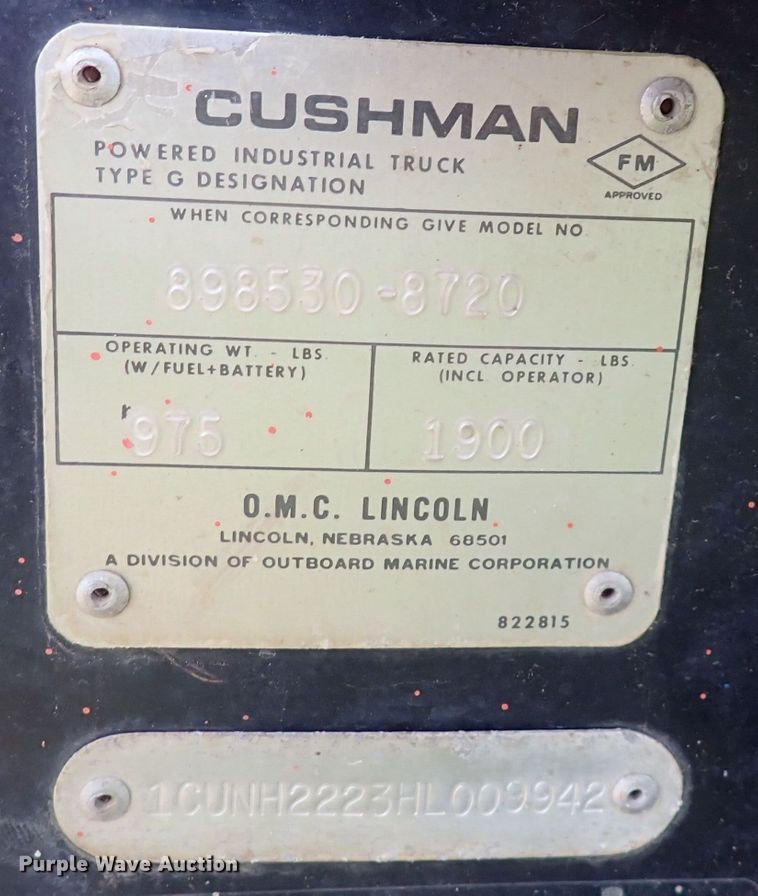 CUSHMAN
POWERED INDUSTRIAL TRUCK
TYPE G DESIGNATION
FM
APPROVED
WHEN CORRESPONDING GIVE MODEL NO.
898530-8720
OPERATING WT. - LBS.
(W/FUEL+BATTERY)
975
RATED CAPACITY - LBS.
(INCL. OPERATOR)
1900
O.M.C. LINCOLN
LINCOLN, NEBRASKA 68501
A DIVISION OF OUTBOARD MARINE CORPORATION
822815
1CUNH2223HL009942
Purple Wave Auction